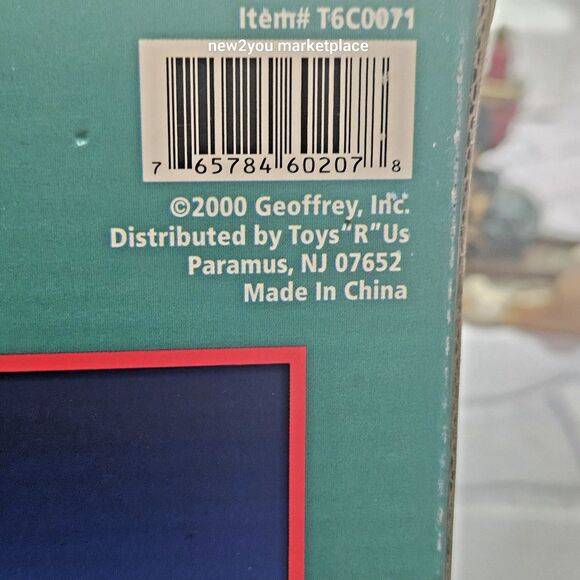 Item# T6C0071
new2you marketplace
7 65784 60207 8
©2000 Geoffrey, Inc.
Distributed by Toys“R”Us
Paramus, NJ 07652
Made In China